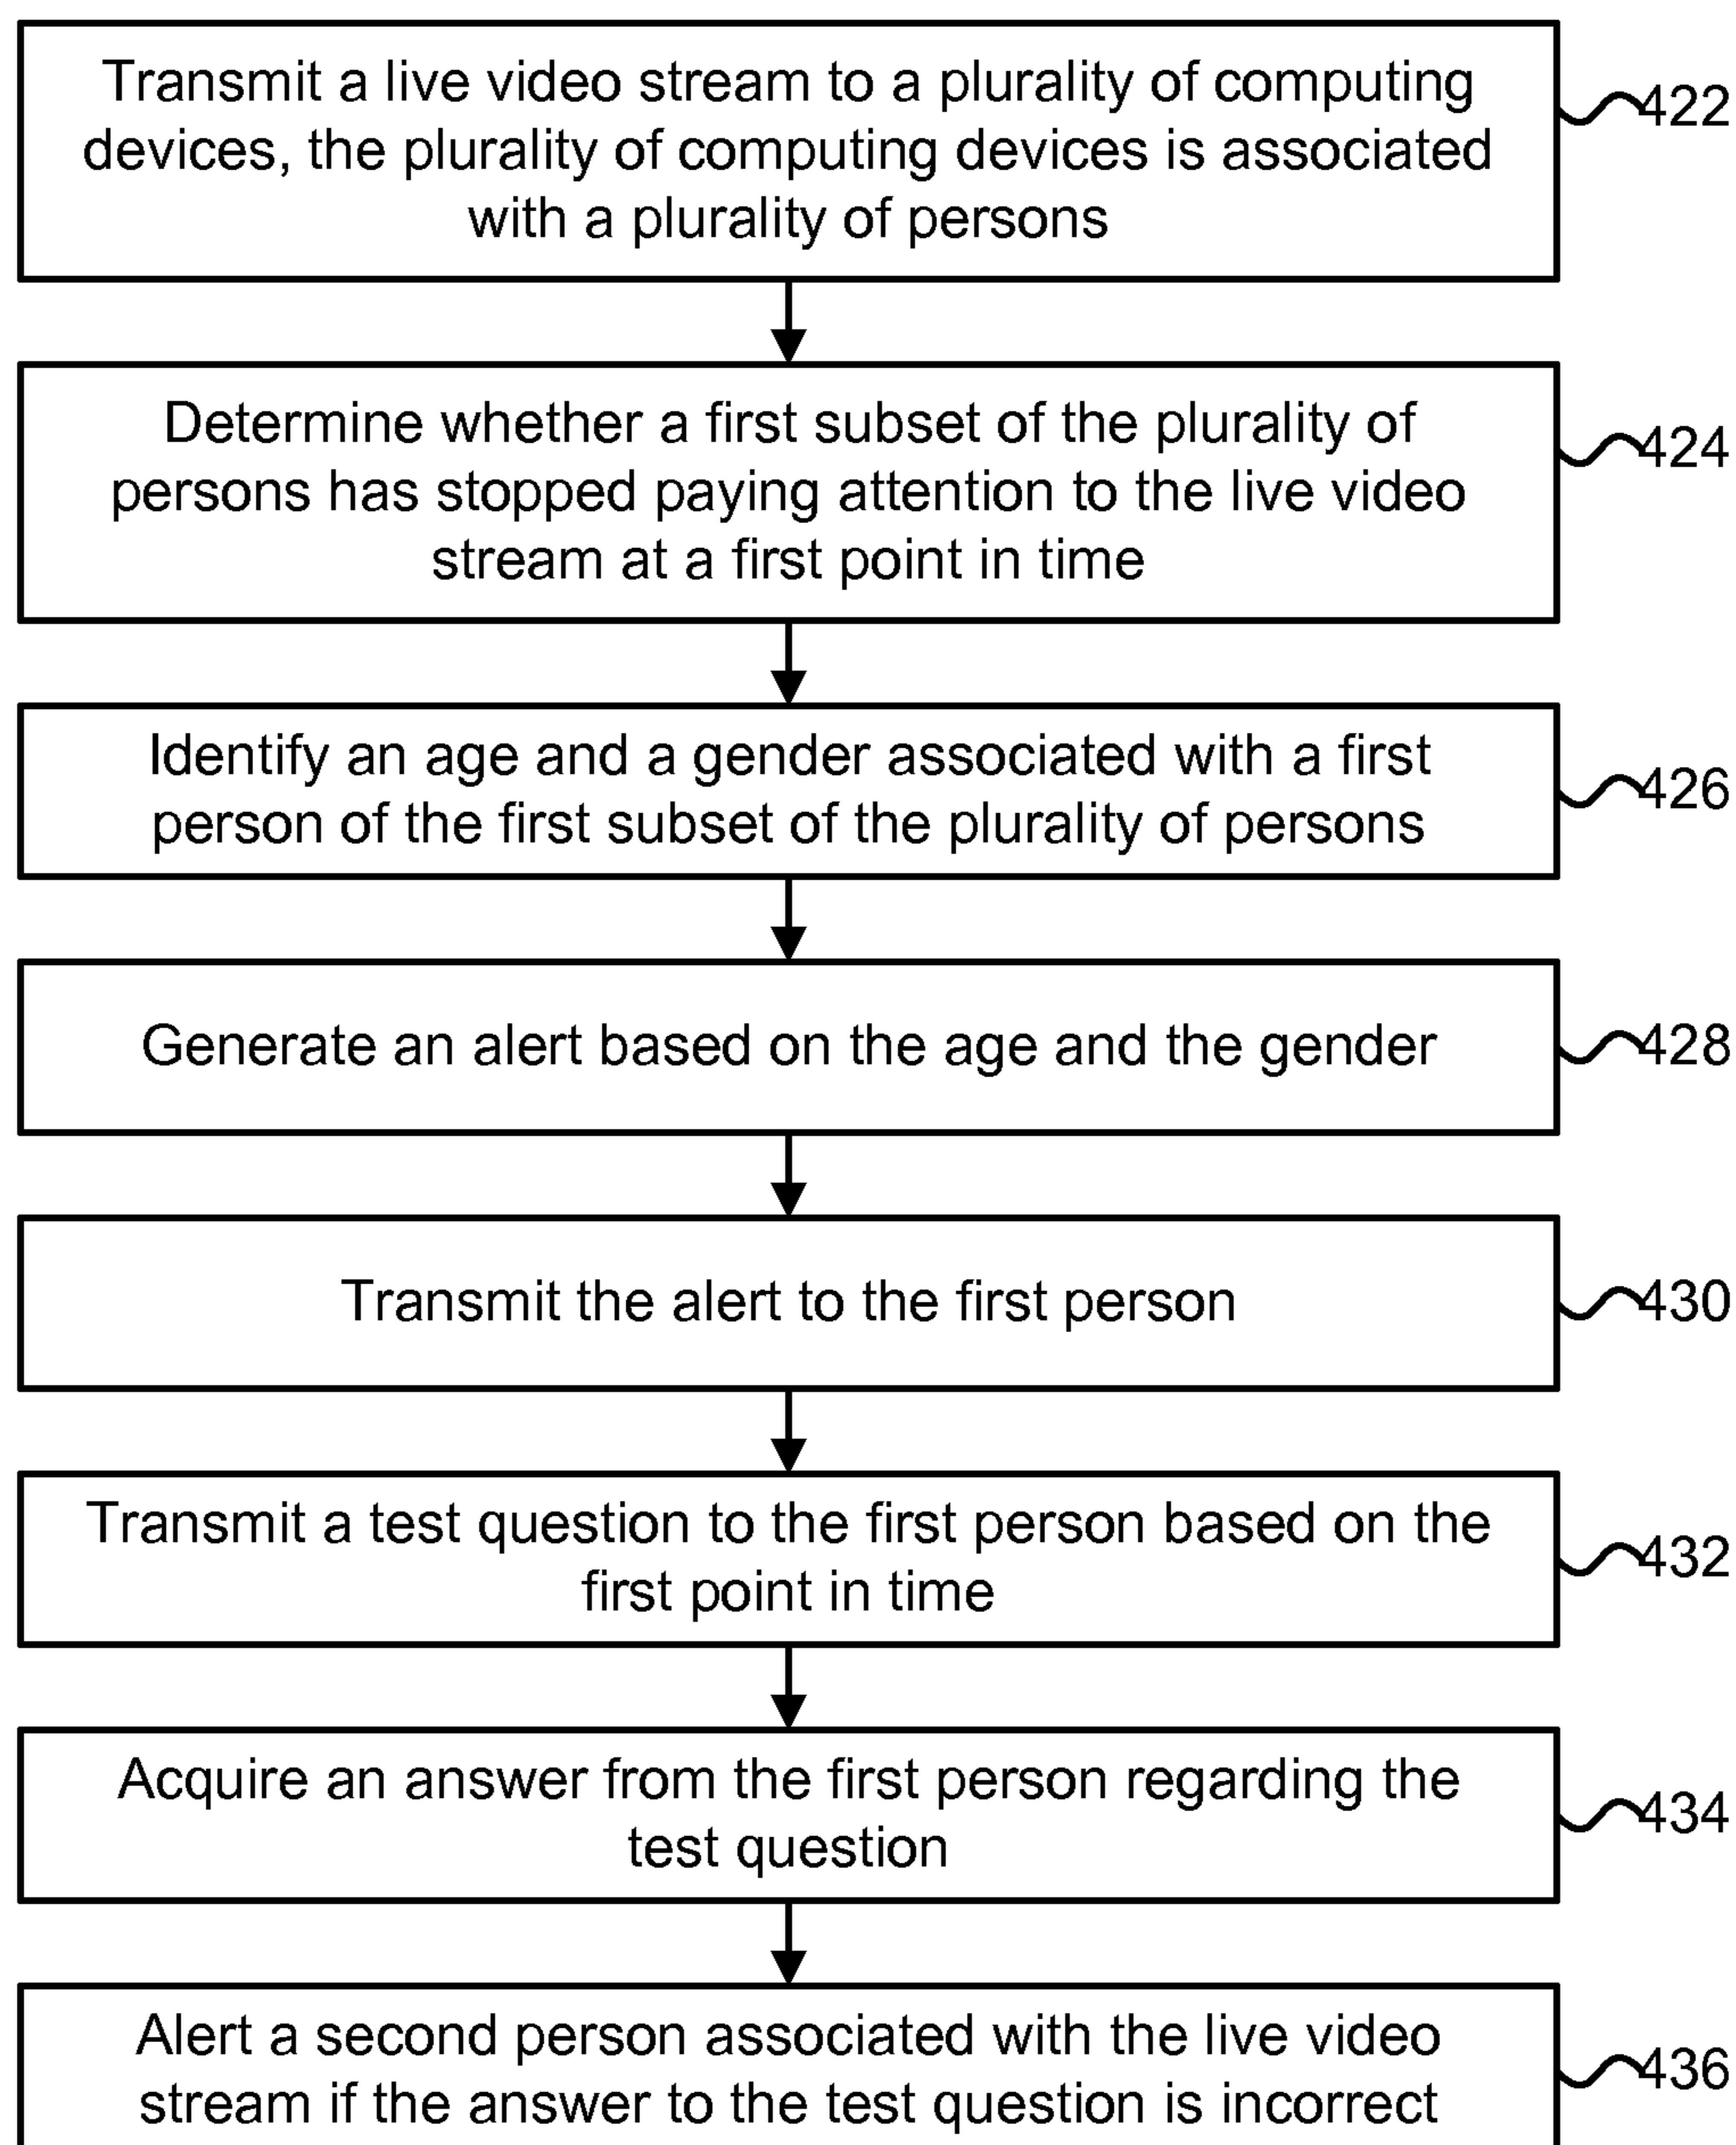 Transmit a live video stream to a plurality of computing
devices, the plurality of computing devices is associated
with a plurality of persons
422
Determine whether a first subset of the plurality of
persons has stopped paying attention to the live video
stream at a first point in time
424
Identify an age and a gender associated with a first
person of the first subset of the plurality of persons
426
Generate an alert based on the age and the gender
428
Transmit the alert to the first person
430
Transmit a test question to the first person based on the
first point in time
432
Acquire an answer from the first person regarding the
test question
434
Alert a second person associated with the live video
stream if the answer to the test question is incorrect
436